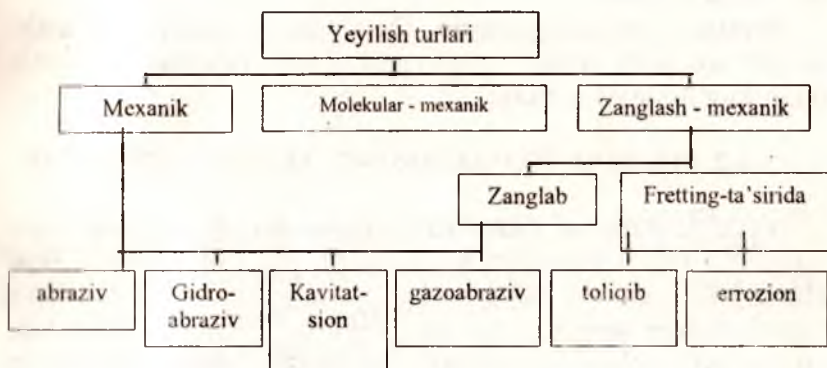 Yeyilish turlari
Mexanik
Molekular - mexanik
Zanglash - mexanik
Zanglab
Fretting-ta'sirida
abraziv
Gidro-
abraziv
Kavitat-
sion
gazoabraziv
toliqib
errozion